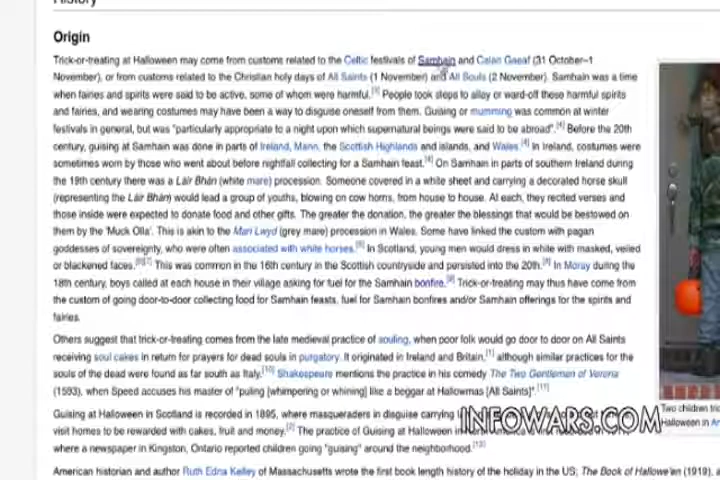 History
Origin
Trick-or-treating at Halloween may come from customs related to the Celtic festivals of Samhain and Calan Gaeaf (31 October–1
November), or from customs related to the Christian holy days of All Saints (1 November) and All Souls (2 November). Samhain was a time
when fairies and spirits were said to be active, some of whom were harmful.[3] People took steps to allay or ward-off these harmful spirits
and fairies, and wearing costumes may have been a way to disguise oneself from them. Guising or mumming was common at winter
festivals in general, but was "particularly appropriate to a night upon which supernatural beings were said to be abroad".[4] Before the 20th
century, guising at Samhain was done in parts of Ireland, Mann, the Scottish Highlands and islands, and Wales.[4] In Ireland, costumes were
sometimes worn by those who went about before nightfall collecting for a Samhain feast.[4] On Samhain in parts of southern Ireland during
the 19th century there was a Láir Bhán (white mare) procession. Someone covered in a white sheet and carrying a decorated horse skull
(representing the Láir Bhán) would lead a group of youths, blowing on cow horns, from house to house. At each, they recited verses and
those inside were expected to donate food and other gifts. The greater the donation, the greater the blessings that would be bestowed on
them by the 'Muck Olla'. This is akin to the Mari Lwyd (grey mare) procession in Wales. Some have linked the custom with pagan
goddesses of sovereignty, who were often associated with white horses.[5] In Scotland, young men would dress in white with masked, veiled
or blackened faces.[6][7] This was common in the 16th century in the Scottish countryside and persisted into the 20th.[8] In Moray during the
18th century, boys called at each house in their village asking for fuel for the Samhain bonfire.[9] Trick-or-treating may thus have come from
the custom of going door-to-door collecting food for Samhain feasts, fuel for Samhain bonfires and/or Samhain offerings for the spirits and
fairies.
Others suggest that trick-or-treating comes from the late medieval practice of souling, when poor folk would go door to door on All Saints
receiving soul cakes in return for prayers for dead souls in purgatory. It originated in Ireland and Britain,[1] although similar practices for the
souls of the dead were found as far south as Italy.[10] Shakespeare mentions the practice in his comedy The Two Gentlemen of Verona
(1593), when Speed accuses his master of "puling [whimpering or whining] like a beggar at Hallowmas [All Saints]".[11]
Guising at Halloween in Scotland is recorded in 1895, where masqueraders in disguise carrying
visit homes to be rewarded with cakes, fruit and money.[2] The practice of Guising at Halloween in
where a newspaper in Kingston, Ontario reported children going "guising" around the neighborhood.[12]
American historian and author Ruth Edna Kelley of Massachusetts wrote the first book length history of the holiday in the US; The Book of Hallowe'en (1919), a
Two children tric
Halloween in Ar
INFOWARS.COM